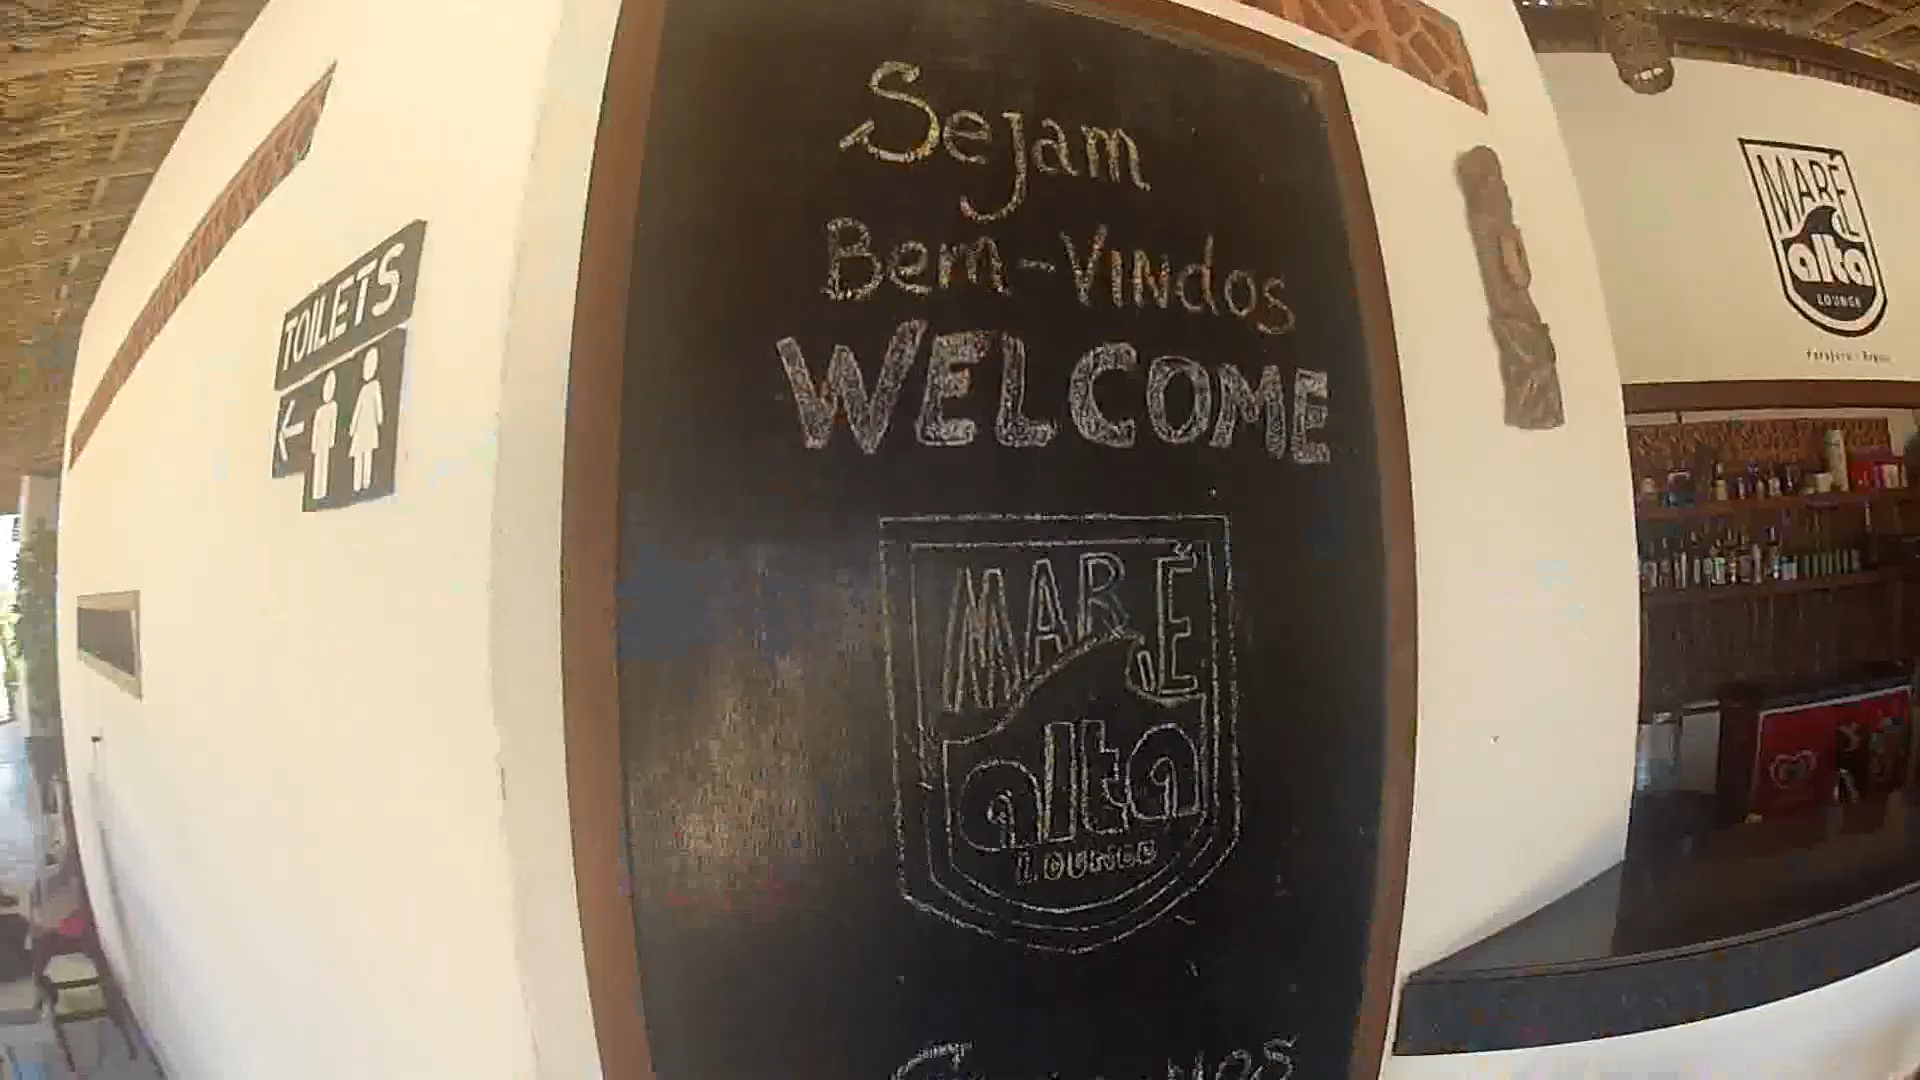 TOILETS
Sejam
Bem-Vindos
WELCOME
MARÉ
alta
LOUNGE
MARÉ
alta
LOUNGE